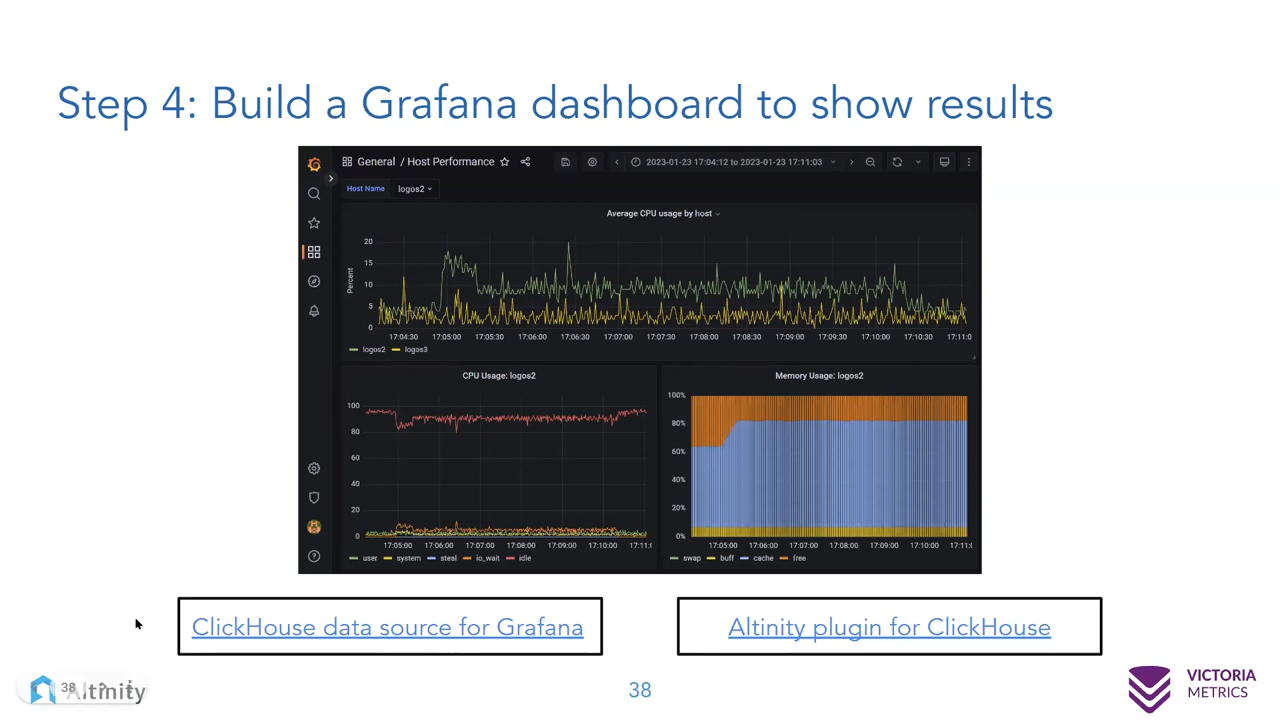 Step 4: Build a Grafana dashboard to show results
General / Host Performance
2023-01-23 17:04:12 to 2023-01-23 17:11:03
Host Name logos2
Average CPU usage by host
Percent
20
15
10
5
0
17:04:30 17:05:00 17:05:30 17:06:00 17:06:30 17:07:00 17:07:30 17:08:00 17:08:30 17:09:00 17:09:30 17:10:00 17:10:30 17:11:0
logos2 logos3
CPU Usage: logos2
100
80
60
40
20
0
17:05:00 17:06:00 17:07:00 17:08:00 17:09:00 17:10:00 17:11:(
user system steal io_wait idle
Memory Usage: logos2
100%
80%
60%
40%
20%
0%
17:05:00 17:06:00 17:07:00 17:08:00 17:09:00 17:10:00 17:11:(
swap buff cache free
ClickHouse data source for Grafana
Altinity plugin for ClickHouse
38
Altinity
38
VICTORIA
METRICS